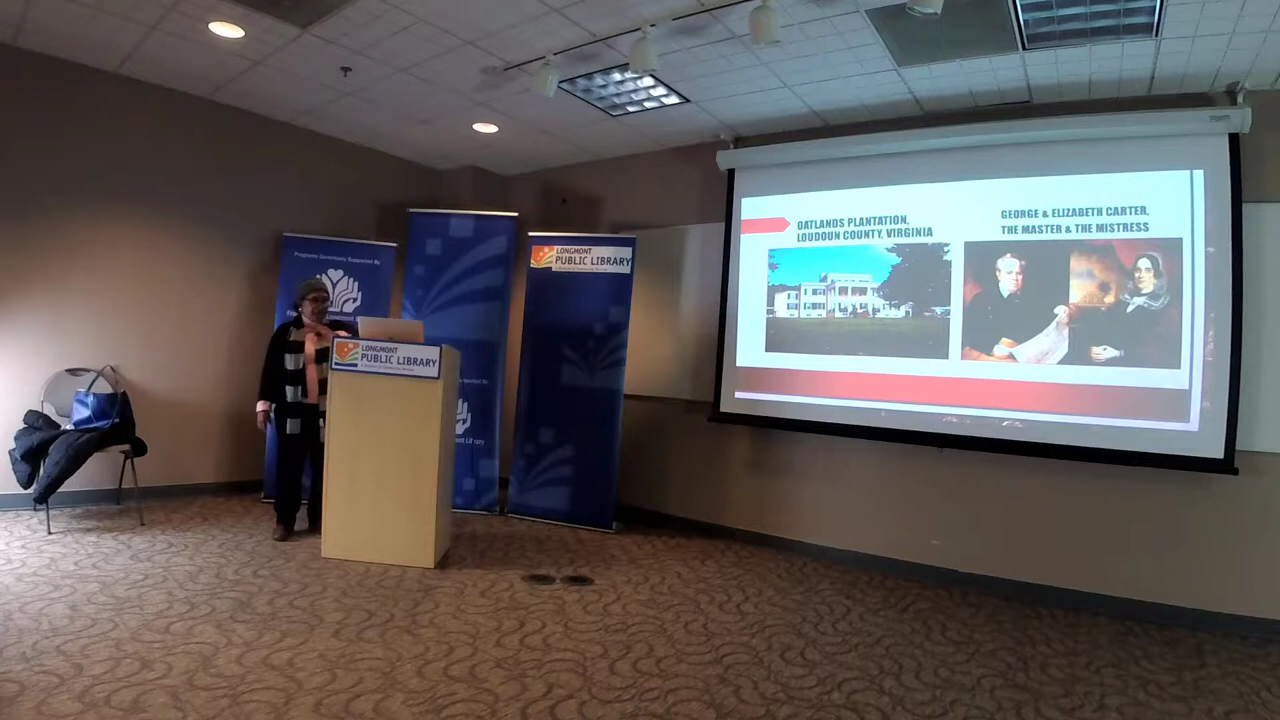 Programs Generously Supported By
LONGMONT
PUBLIC LIBRARY
LONGMONT
PUBLIC LIBRARY
OATLANDS PLANTATION,
LOUDOUN COUNTY, VIRGINIA
GEORGE & ELIZABETH CARTER,
THE MASTER & THE MISTRESS